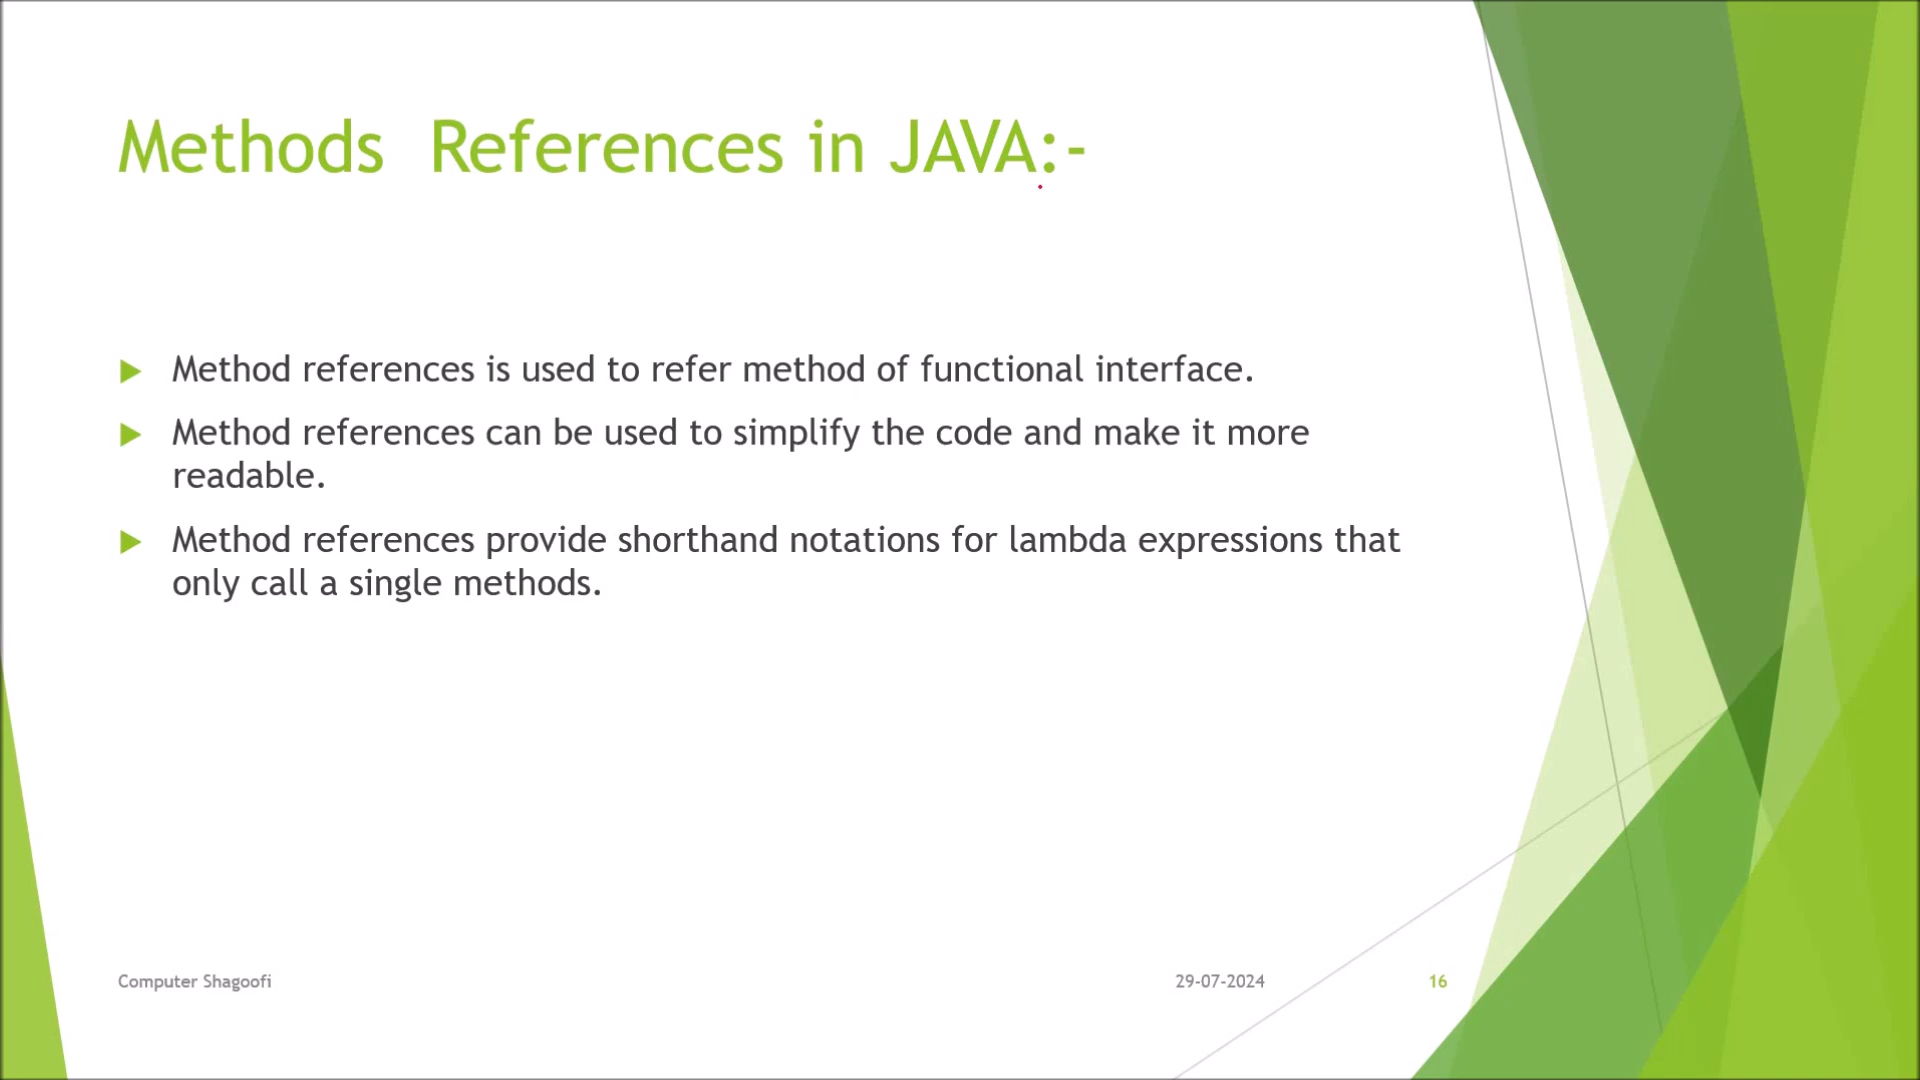 Methods  References in JAVA:-
Method references is used to refer method of functional interface.
Method references can be used to simplify the code and make it more
readable.
Method references provide shorthand notations for lambda expressions that
only call a single methods.
Computer Shagoofi
29-07-2024
16